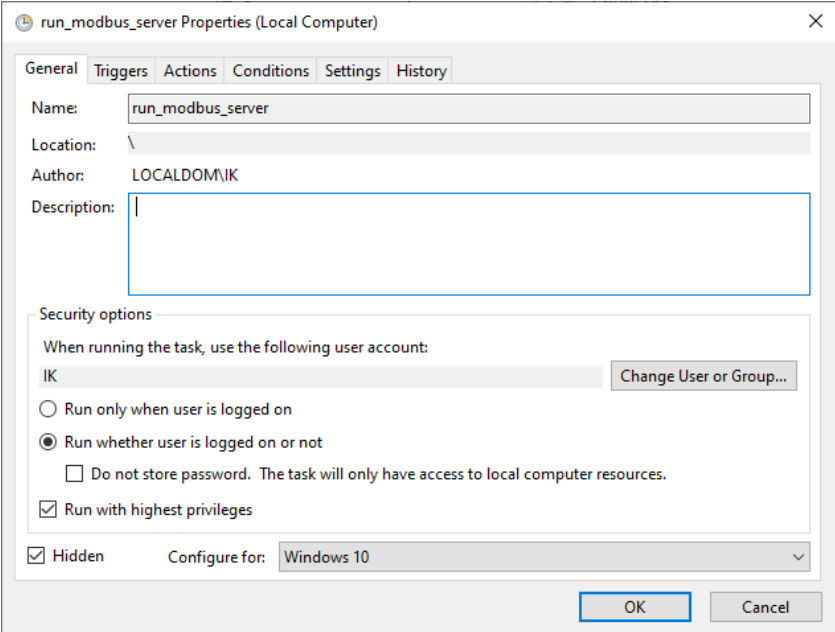 run_modbus_server Properties (Local Computer)
General Triggers Actions Conditions Settings History
Name: run_modbus_server
Location: \
Author: LOCALDOM\IK
Description:
Security options
When running the task, use the following user account:
IK Change User or Group...
Run only when user is logged on
Run whether user is logged on or not
Do not store password. The task will only have access to local computer resources.
Run with highest privileges
Hidden Configure for: Windows 10
OK Cancel